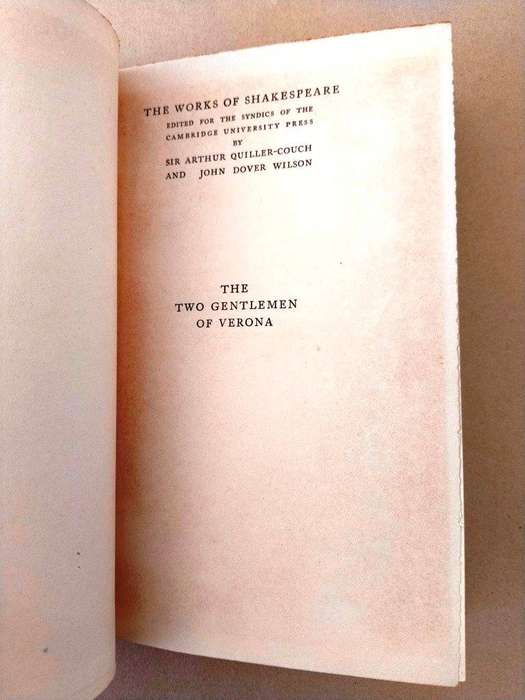 THE WORKS OF SHAKESPEARE
EDITED FOR THE SYNDICS OF THE
CAMBRIDGE UNIVERSITY PRESS
BY
SIR ARTHUR QUILLER-COUCH
AND JOHN DOVER WILSON
THE
TWO GENTLEMEN
OF VERONA